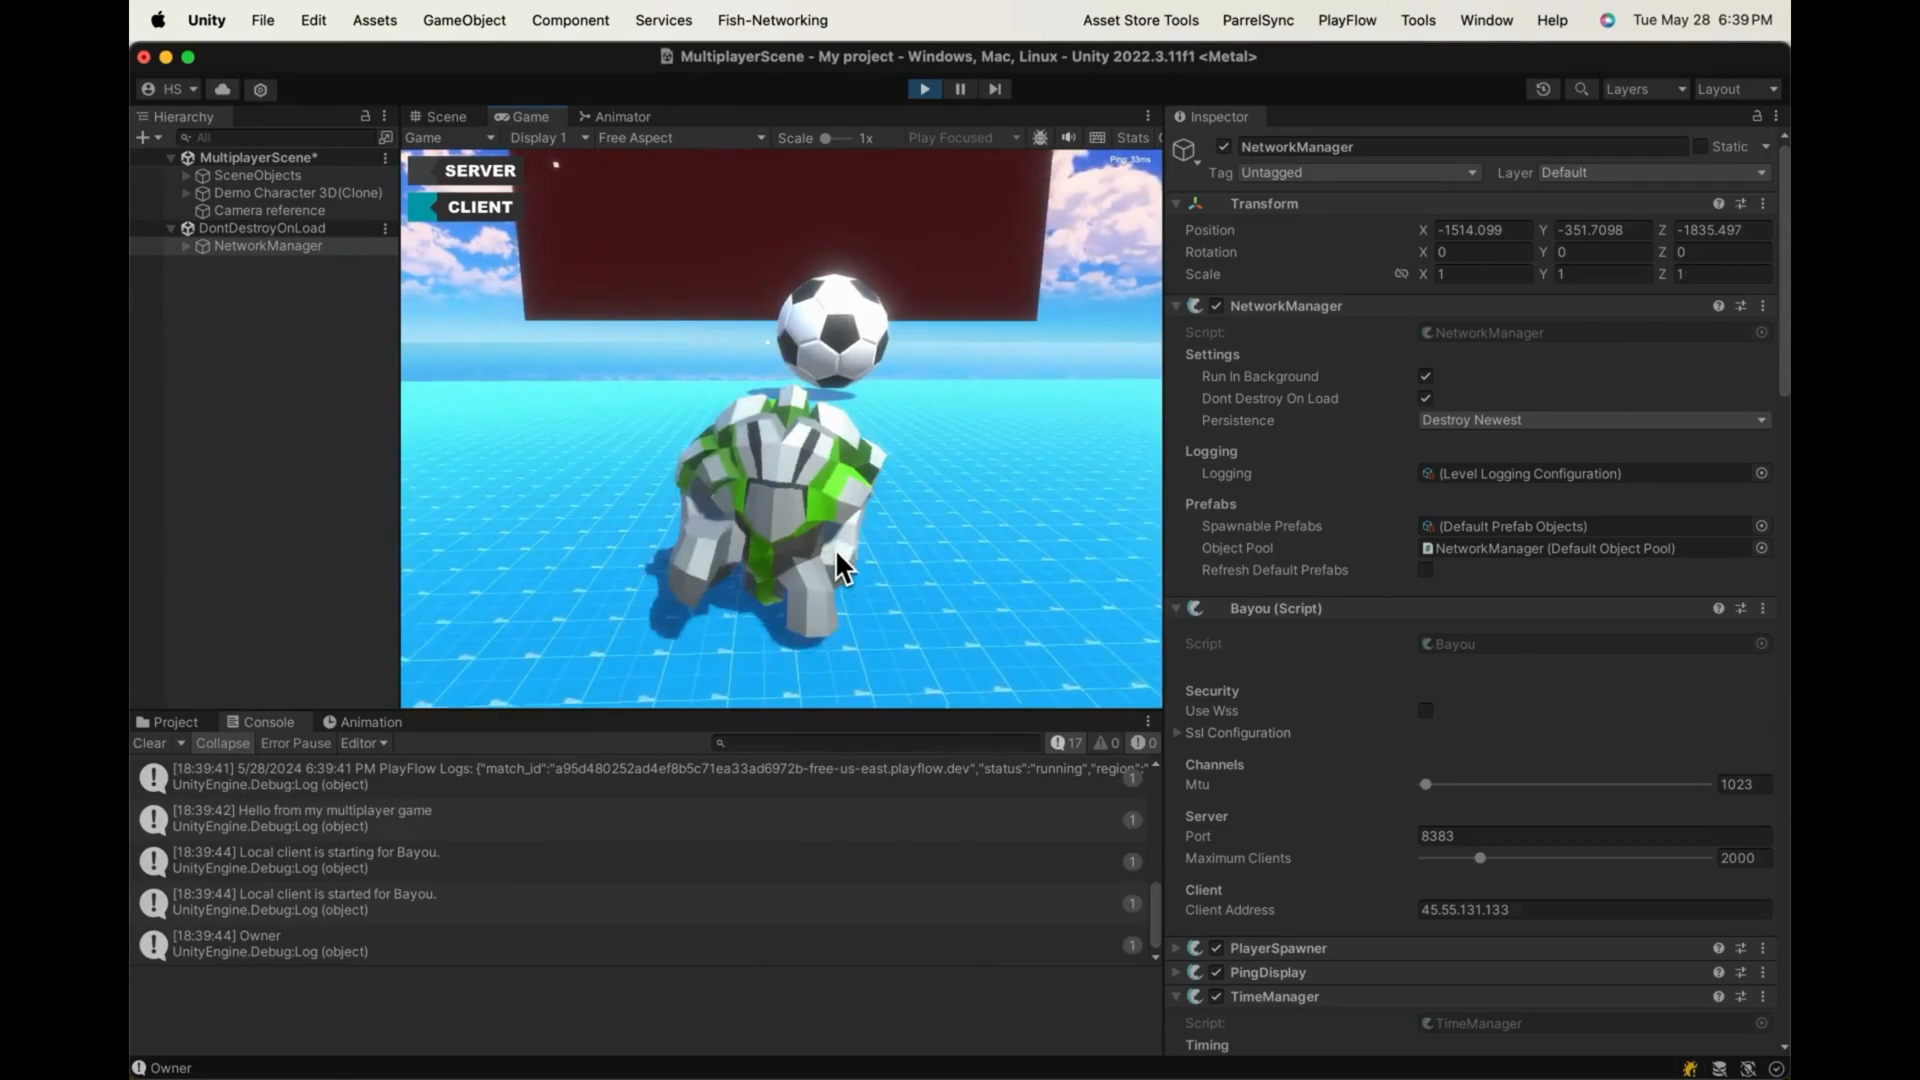 Unity File Edit Assets GameObject Component Services Fish-Networking Asset Store Tools ParrelSync PlayFlow Tools Window Help Tue May 28 6:39 PM
MultiplayerScene - My project - Windows, Mac, Linux - Unity 2022.3.11f1 <Metal>
HS Layers Layout
Hierarchy
All
MultiplayerScene*
SceneObjects
Demo Character 3D(Clone)
Camera reference
DontDestroyOnLoad
NetworkManager
Scene Game Animator
Game Display 1 Free Aspect Scale 1x Play Focused Stats
SERVER
CLIENT
Ping: 33ms
Inspector
NetworkManager Static
Tag Untagged Layer Default
Transform
Position X -1514.099 Y -351.7098 Z -1835.497
Rotation X 0 Y 0 Z 0
Scale X 1 Y 1 Z 1
NetworkManager
Script: NetworkManager
Settings
Run In Background
Dont Destroy On Load
Persistence Destroy Newest
Logging
Logging (Level Logging Configuration)
Prefabs
Spawnable Prefabs (Default Prefab Objects)
Object Pool NetworkManager (Default Object Pool)
Refresh Default Prefabs
Bayou (Script)
Script Bayou
Security
Use Wss
Ssl Configuration
Channels
Mtu 1023
Server
Port 8383
Maximum Clients 2000
Client
Client Address 45.55.131.133
PlayerSpawner
PingDisplay
TimeManager
Script: TimeManager
Timing
Project Console Animation
Clear Collapse Error Pause Editor 17 0 0
[18:39:41] 5/28/2024 6:39:41 PM PlayFlow Logs: {"match_id":"a95d480252ad4ef8b5c71ea33ad6972b-free-us-east.playflow.dev","status":"running","region":"
UnityEngine.Debug:Log (object) 1
[18:39:42] Hello from my multiplayer game
UnityEngine.Debug:Log (object) 1
[18:39:44] Local client is starting for Bayou.
UnityEngine.Debug:Log (object) 1
[18:39:44] Local client is started for Bayou.
UnityEngine.Debug:Log (object) 1
[18:39:44] Owner
UnityEngine.Debug:Log (object) 1
Owner